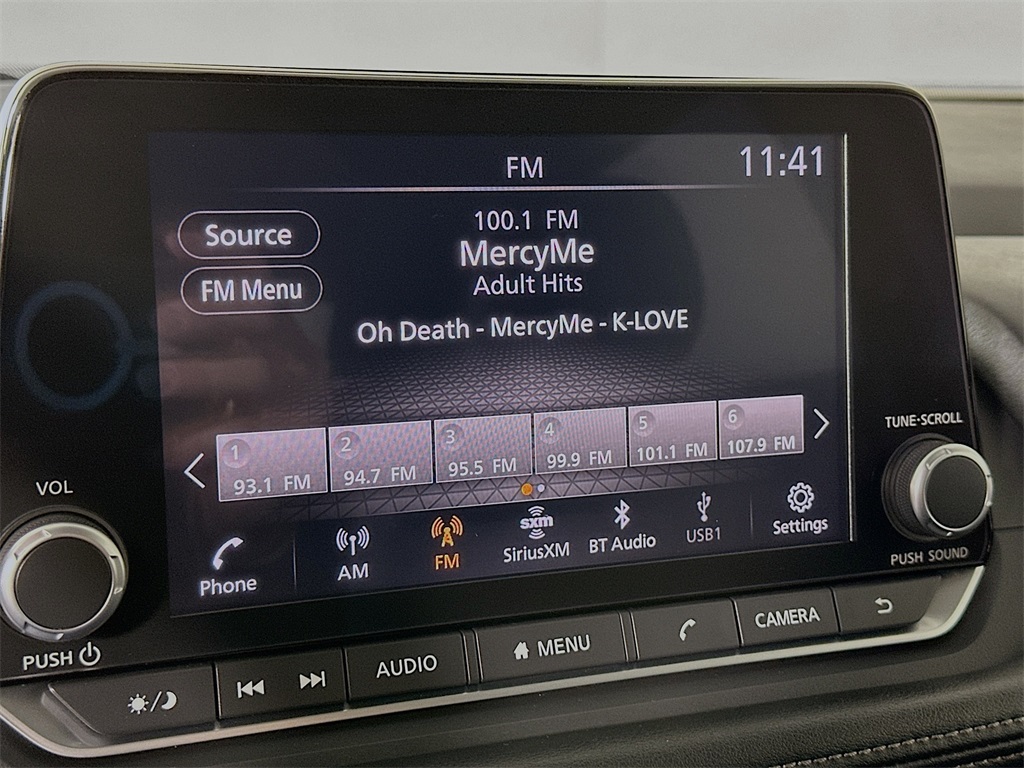 FM
11:41
Source
100.1 FM
MercyMe
FM Menu
Adult Hits
Oh Death - MercyMe - K-LOVE
1
93.1 FM
2
94.7 FM
3
95.5 FM
4
99.9 FM
5
101.1 FM
6
107.9 FM
Phone
AM
FM
sxm
SiriusXM
BT Audio
USB1
Settings
VOL
PUSH
TUNE·SCROLL
PUSH SOUND
AUDIO
MENU
CAMERA